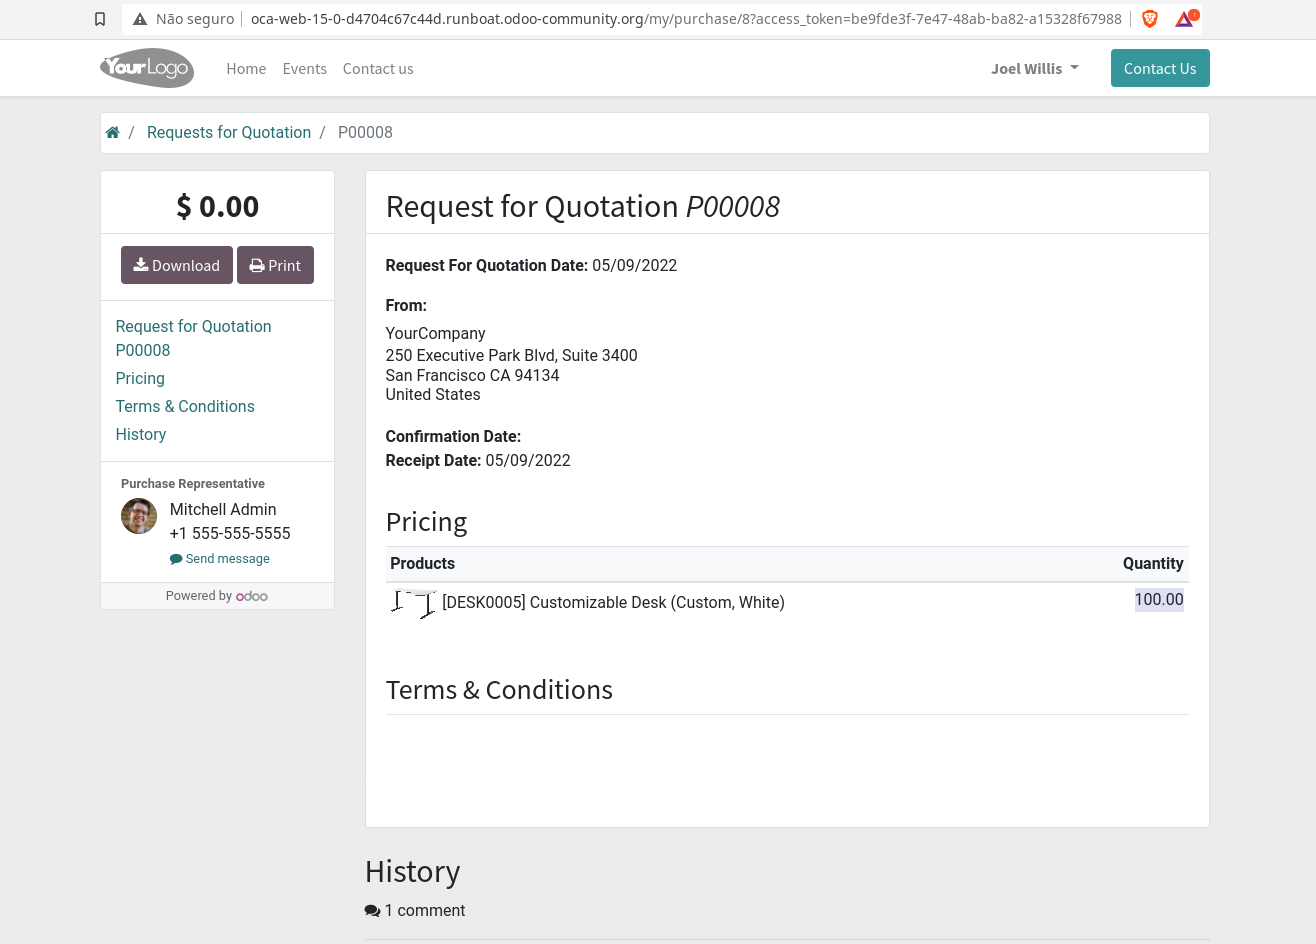 Não seguro oca-web-15-0-d4704c67c44d.runboat.odoo-community.org/my/purchase/8?access_token=be9fde3f-7e47-48ab-ba82-a15328f67988
YourLogo Home Events Contact us Joel Willis Contact Us
/ Requests for Quotation / P00008
$ 0.00
Download Print
Request for Quotation
P00008
Pricing
Terms & Conditions
History
Purchase Representative
Mitchell Admin
+1 555-555-5555
Send message
Powered by odoo
Request for Quotation P00008
Request For Quotation Date: 05/09/2022
From:
YourCompany
250 Executive Park Blvd, Suite 3400
San Francisco CA 94134
United States
Confirmation Date:
Receipt Date: 05/09/2022
Pricing
Products Quantity
[DESK0005] Customizable Desk (Custom, White) 100.00
Terms & Conditions
History
1 comment